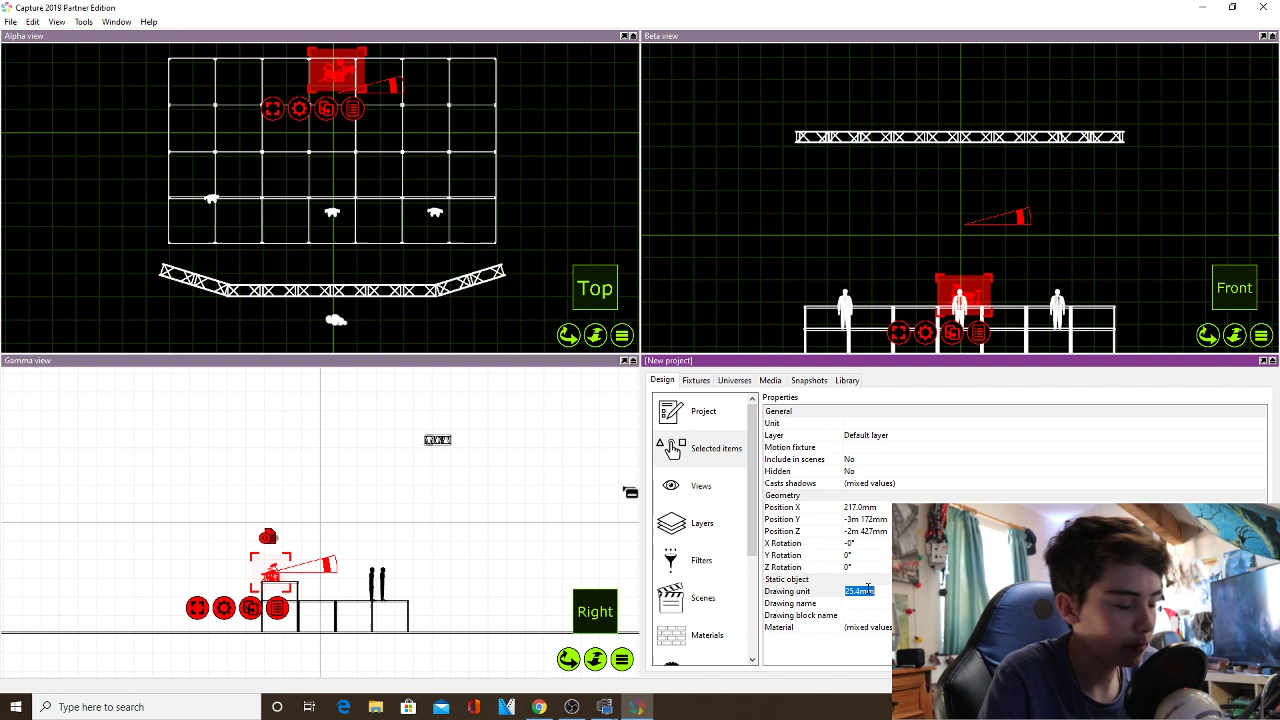 Capture 2019 Partner Edition
File Edit View Tools Window Help
Alpha view
Beta view
Top
Front
Gamma view
[New project]
Design Fixtures Universes Media Snapshots Library
Project
Selected items
Views
Layers
Filters
Scenes
Materials
Properties
General
Unit
Layer Default layer
Motion fixture
Include in scenes No
Hidden No
Casts shadows (mixed values)
Geometry
Position X 217.0mm
Position Y -3m 172mm
Position Z -2m 427mm
X Rotation -0°
Y Rotation 0°
Z Rotation 0°
Static object
Drawing unit 25.4mm
Drawing name
Drawing block name
Material (mixed values
Right
Type here to search